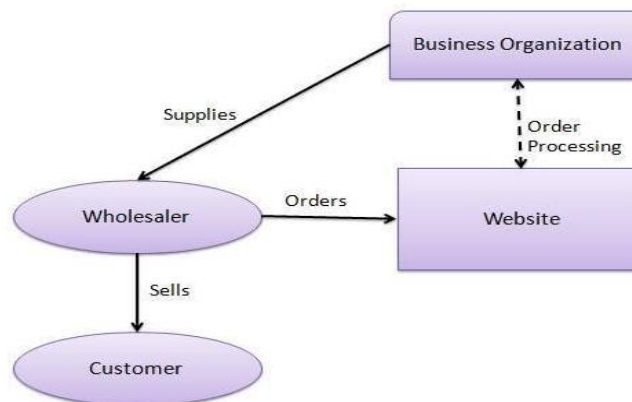 Business Organization
Supplies
Order
Processing
Wholesaler
Orders
Website
Sells
Customer